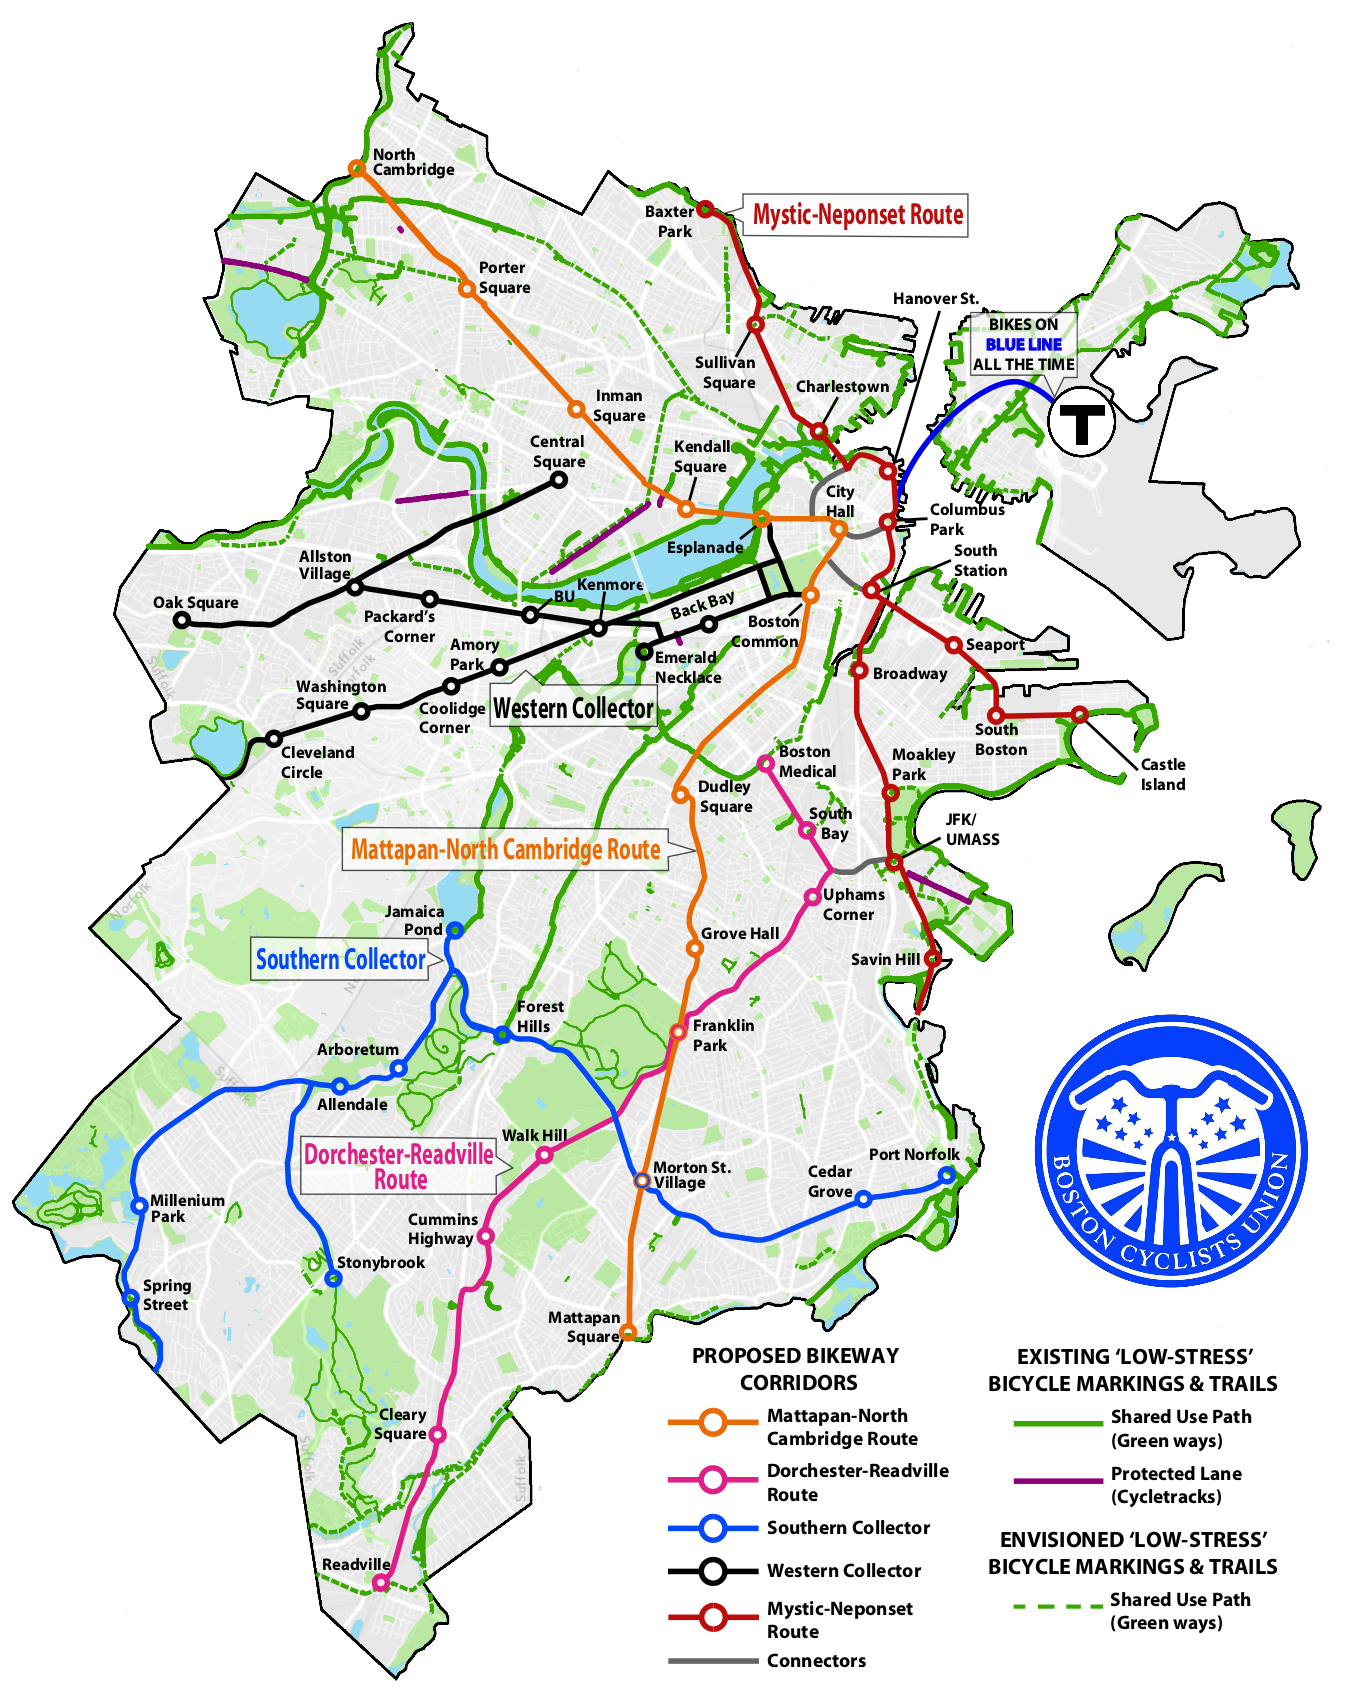 North
Cambridge
Baxter
Park
Mystic-Neponset Route
Porter
Square
Hanover St.
BIKES ON
BLUE LINE
ALL THE TIME
T
Sullivan
Square
Charlestown
Inman
Square
Central
Square
Kendall
Square
City
Hall
Columbus
Park
Esplanade
South
Station
Allston
Village
Kenmore
BU
Back Bay
Oak Square
Packard's
Corner
Boston
Common
Seaport
Amory
Park
Emerald
Necklace
Broadway
Suffolk
Suffolk
Suffolk
Washington
Square
Coolidge
Corner
Western Collector
South
Boston
Cleveland
Circle
Boston
Medical
Moakley
Park
Castle
Island
Dudley
Square
South
Bay
JFK/
UMASS
Mattapan-North Cambridge Route
Norfolk
Uphams
Corner
Jamaica
Pond
Southern Collector
Grove Hall
Savin Hill
Forest
Hills
Franklin
Park
Arboretum
Suffolk
Allendale
Walk Hill
Dorchester-Readville
Route
Morton St.
Village
Cedar
Grove
Port Norfolk
BOSTON CYCLISTS UNION
Millenium
Park
Cummins
Highway
Stonybrook
Spring
Street
Mattapan
Square
Cleary
Square
Suffolk
Suffolk
Readville
PROPOSED BIKEWAY
CORRIDORS
Mattapan-North
Cambridge Route
Dorchester-Readville
Route
Southern Collector
Western Collector
Mystic-Neponset
Route
Connectors
EXISTING 'LOW-STRESS'
BICYCLE MARKINGS & TRAILS
Shared Use Path
(Green ways)
Protected Lane
(Cycletracks)
ENVISIONED 'LOW-STRESS'
BICYCLE MARKINGS & TRAILS
Shared Use Path
(Green ways)